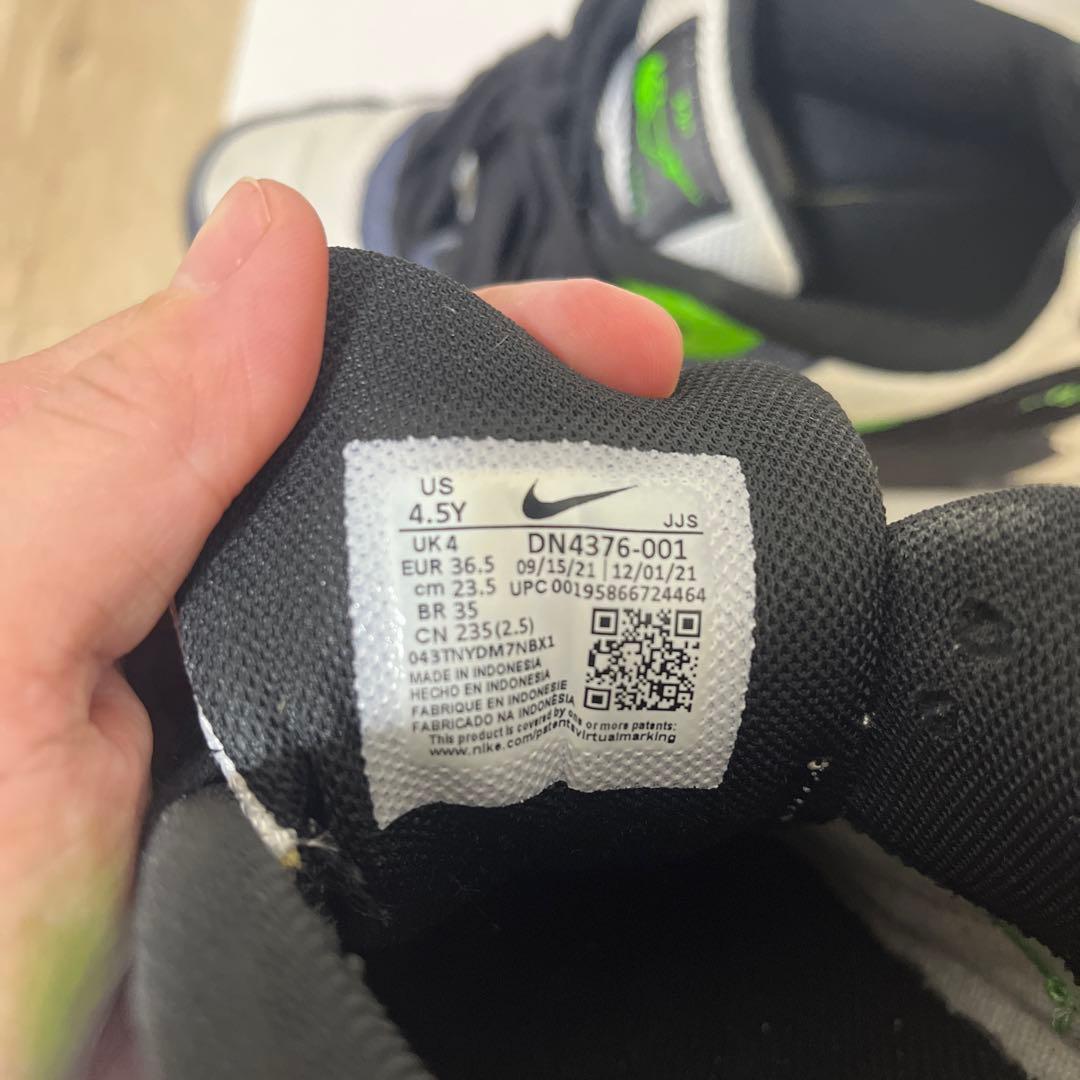 US
4.5Y
JJS
UK 4
DN4376-001
EUR 36.5
09/15/21 | 12/01/21
cm 23.5
UPC 00195866724464
BR 35
CN 235(2.5)
043TNYDM7NBX1
MADE IN INDONESIA
HECHO EN INDONESIA
FABRIQUE EN INDONESIE
FABRICADO NA INDONÉSIA
This product is covered by one or more patents:
www.nike.com/patentsvirtualmarking